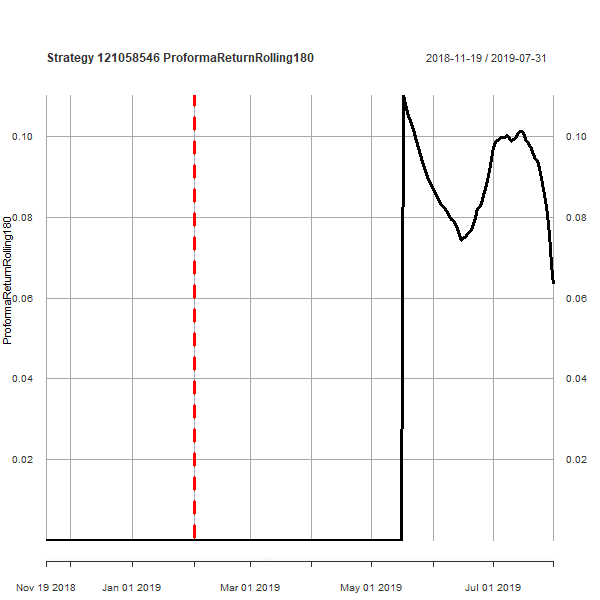 Strategy 121058546 ProformaReturnRolling180
2018-11-19 / 2019-07-31
ProformaReturnRolling180
0.10
0.08
0.06
0.04
0.02
0.10
0.08
0.06
0.04
0.02
Nov 19 2018 Jan 01 2019 Mar 01 2019 May 01 2019 Jul 01 2019